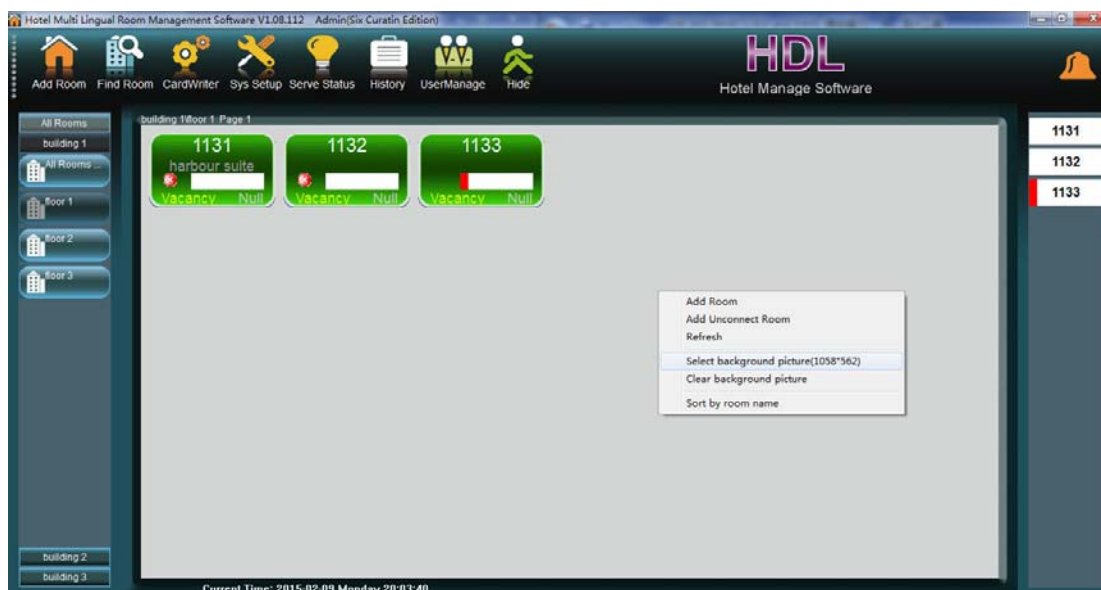 Hotel Multi Lingual Room Management Software V1.08.112 Admin(Six Curatin Edition)
Add Room Find Room CardWriter Sys Setup Serve Status History UserManage Hide
HDL
Hotel Manage Software
All Rooms
building 1
All Rooms ...
floor 1
floor 2
floor 3
building 2
building 3
building 1\floor 1 Page 1
1131
harbour suite
Vacancy Null
1132
Vacancy Null
1133
Vacancy Null
Add Room
Add Unconnect Room
Refresh
Select background picture(1058*562)
Clear background picture
Sort by room name
1131
1132
1133
Current Time: 2015-02-09 Monday 20:03:40